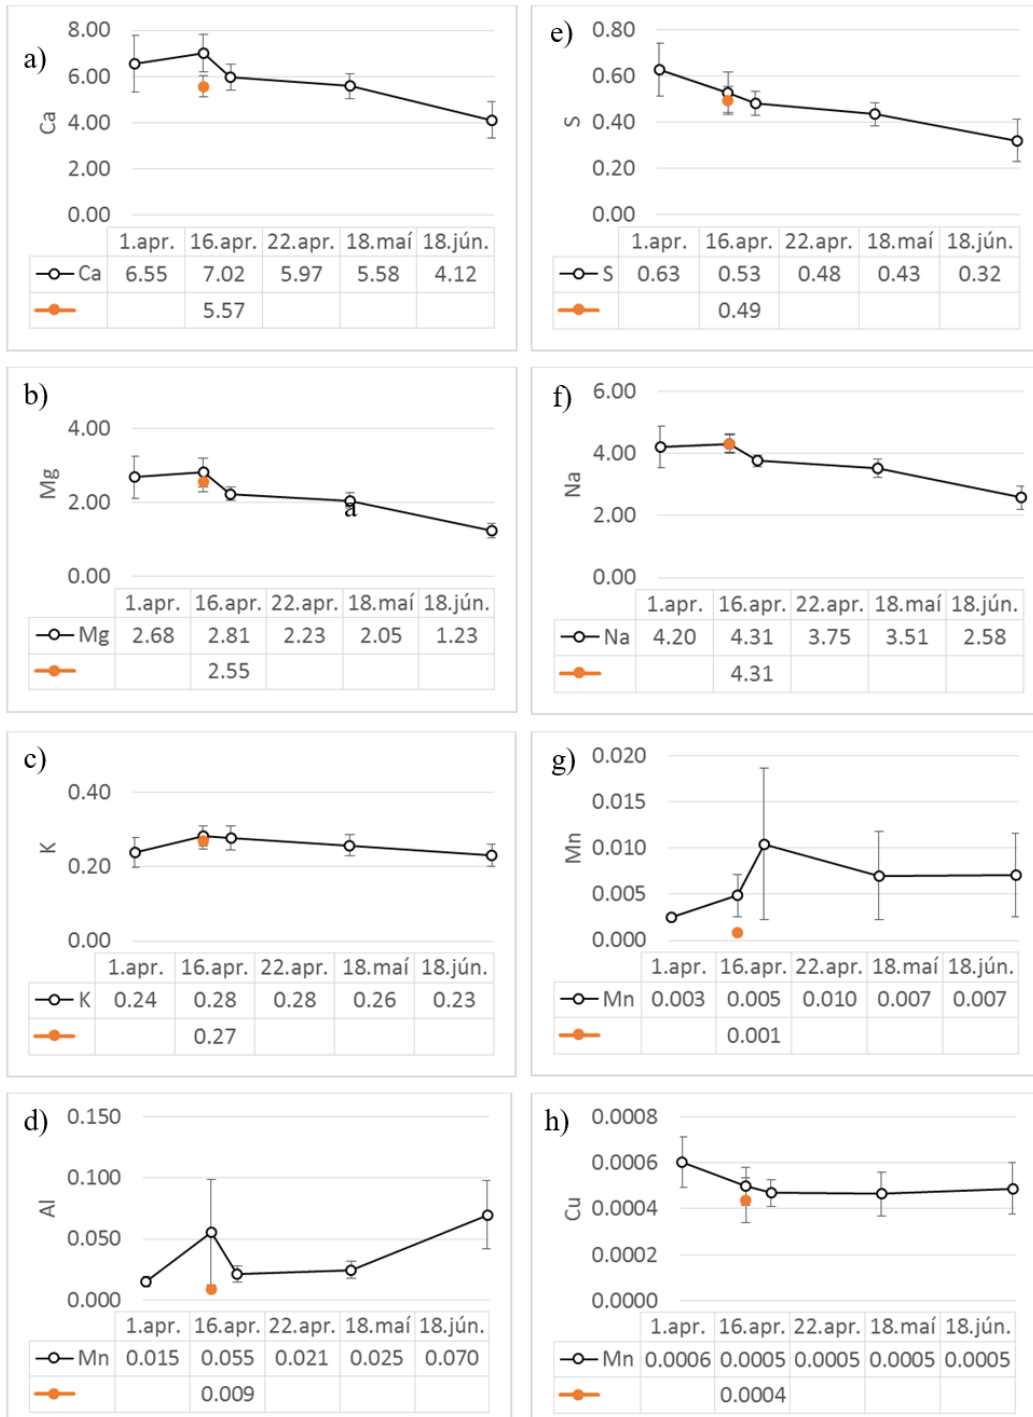 a)
Ca
8.00
6.00
4.00
2.00
0.00
1.apr. 16.apr. 22.apr. 18.maí 18.jún.
Ca 6.55 7.02 5.97 5.58 4.12
5.57
e)
S
0.80
0.60
0.40
0.20
0.00
1.apr. 16.apr. 22.apr. 18.maí 18.jún.
S 0.63 0.53 0.48 0.43 0.32
0.49
b)
Mg
4.00
2.00
0.00
a
1.apr. 16.apr. 22.apr. 18.maí 18.jún.
Mg 2.68 2.81 2.23 2.05 1.23
2.55
f)
Na
6.00
4.00
2.00
0.00
1.apr. 16.apr. 22.apr. 18.maí 18.jún.
Na 4.20 4.31 3.75 3.51 2.58
4.31
c)
K
0.40
0.20
0.00
1.apr. 16.apr. 22.apr. 18.maí 18.jún.
K 0.24 0.28 0.28 0.26 0.23
0.27
g)
Mn
0.020
0.015
0.010
0.005
0.000
1.apr. 16.apr. 22.apr. 18.maí 18.jún.
Mn 0.003 0.005 0.010 0.007 0.007
0.001
d)
Al
0.150
0.100
0.050
0.000
1.apr. 16.apr. 22.apr. 18.maí 18.jún.
Mn 0.015 0.055 0.021 0.025 0.070
0.009
h)
Cu
0.0008
0.0006
0.0004
0.0002
0.0000
1.apr. 16.apr. 22.apr. 18.maí 18.jún.
Mn 0.0006 0.0005 0.0005 0.0005 0.0005
0.0004